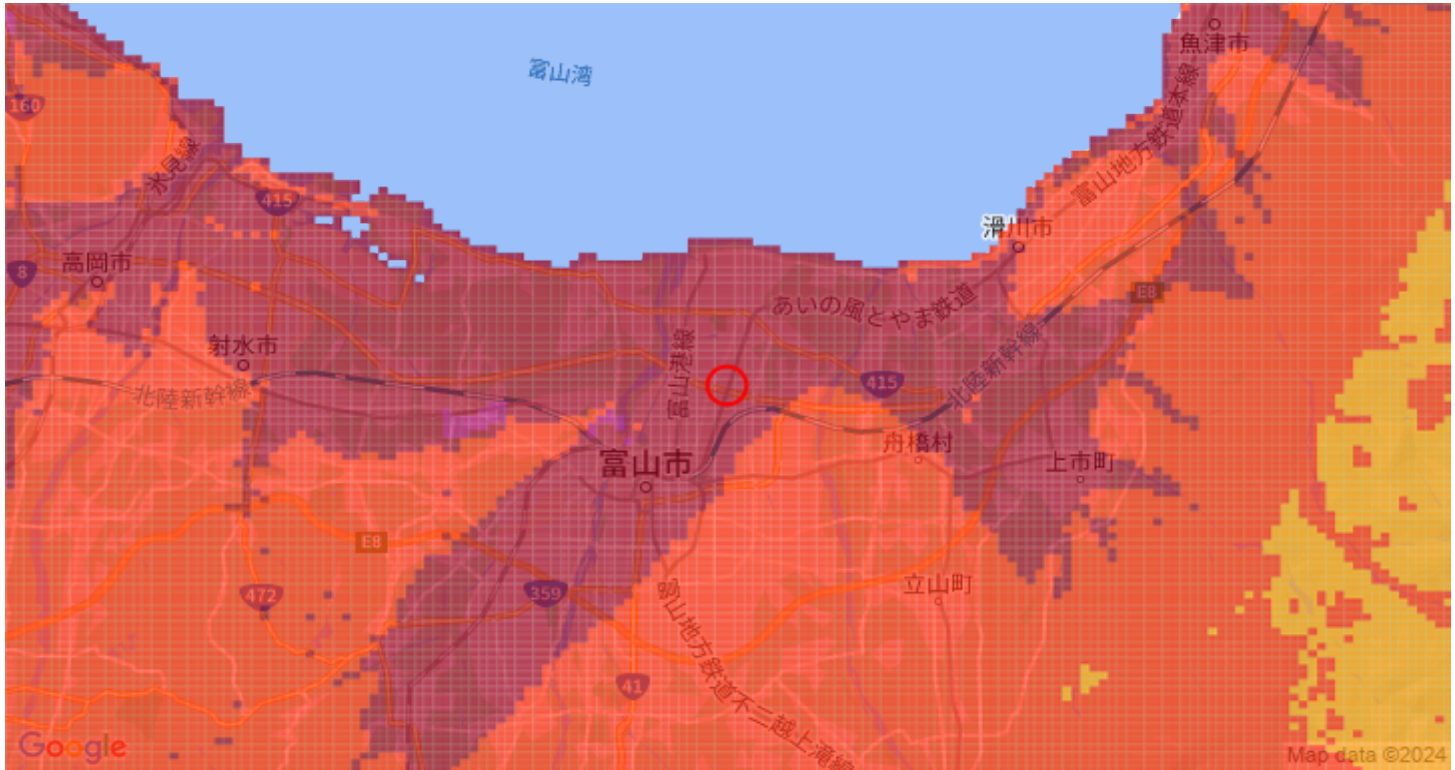 富山湾
魚津市
160
氷見線
415
富山地方鉄道本線
滑川市
高岡市
8
あいの風とやま鉄道
E8
射水市
富山港線
北陸新幹線
415
北陸新幹線
舟橋村
富山市
上市町
E8
359
472
立山町
富山地方鉄道不二越上滝線
41
Google
Map data ©2024